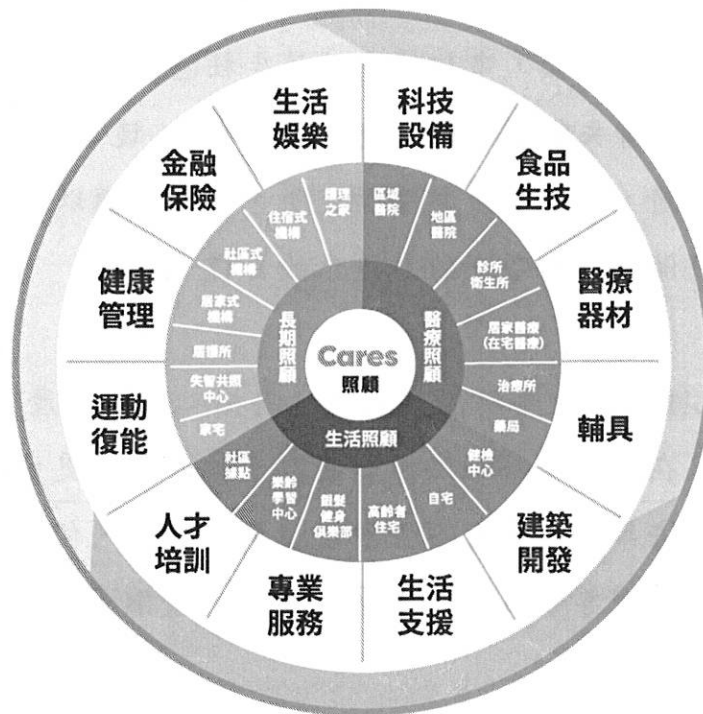 生活
娛樂
科技
設備
食品
生技
醫療
器材
輔具
建築
開發
生活
支援
專業
服務
人才
培訓
運動
復能
健康
管理
金融
保險
護理
之家
區域
醫院
地區
醫院
診所
衛生所
居家醫療
(在宅醫療)
治療所
藥局
健檢
中心
自宅
高齡者
住宅
銀髮
健身
俱樂部
樂齡
學習
中心
社區
據點
家宅
失智共照
中心
居護所
居家式
機構
社區式
機構
住宿式
機構
長期照顧
醫療照顧
生活照顧
Cares
照顧